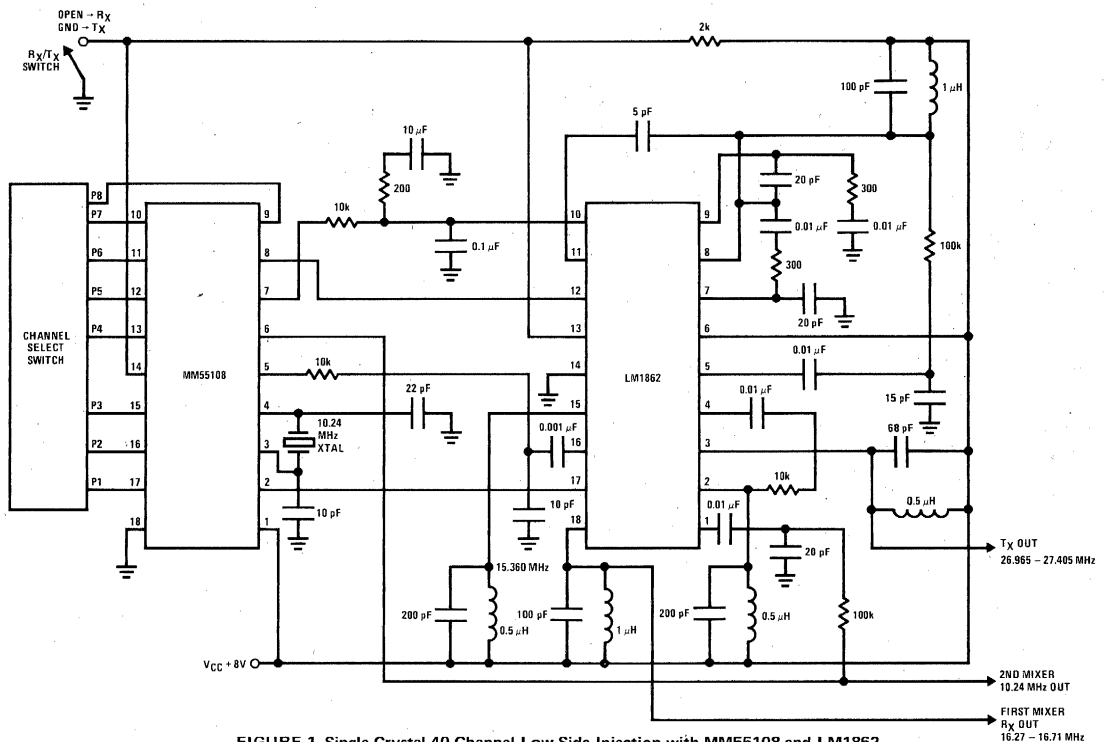 OPEN → RX
GND → TX
RX/TX
SWITCH
2k
100 pF
1 μH
5 pF
10 μF
200
10k
0.1 μF
20 pF
300
0.01 μF
0.01 μF
300
20 pF
100k
P8
P7
P6
P5
P4
P3
P2
P1
CHANNEL
SELECT
SWITCH
10
11
12
13
14
15
16
17
18
MM55108
9
8
7
6
5
4
3
2
1
10k
22 pF
10.24
MHz
XTAL
10 pF
0.001 μF
10 pF
10
11
12
13
14
15
16
17
18
LM1862
9
8
7
6
5
4
3
2
1
0.01 μF
15 pF
0.01 μF
68 pF
10k
0.5 μH
0.01 μF
20 pF
TX OUT
26.965 – 27.405 MHz
15.360 MHz
200 pF
0.5 μH
100 pF
1 μH
200 pF
0.5 μH
100k
VCC + 8V
2ND MIXER
10.24 MHz OUT
FIRST MIXER
RX OUT
16.27 – 16.71 MHz
FIGURE 1. Single Crystal 40 Channel Low Side Injection with MM55108 and LM1862